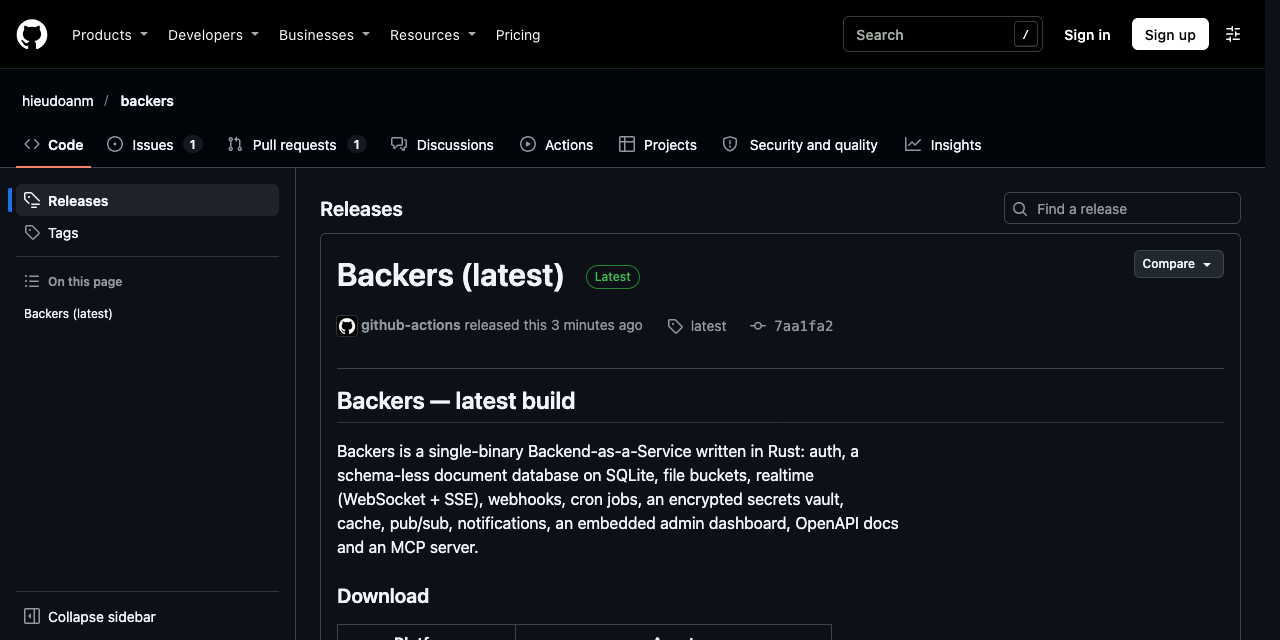 Products Developers Businesses Resources Pricing Search / Sign in Sign up
hieudoanm / backers
Code Issues 1 Pull requests 1 Discussions Actions Projects Security and quality Insights
Releases
Tags
On this page
Backers (latest)
Collapse sidebar
Releases Find a release
Backers (latest) Latest Compare
github-actions released this 3 minutes ago latest 7aa1fa2
Backers — latest build
Backers is a single-binary Backend-as-a-Service written in Rust: auth, a
schema-less document database on SQLite, file buckets, realtime
(WebSocket + SSE), webhooks, cron jobs, an encrypted secrets vault,
cache, pub/sub, notifications, an embedded admin dashboard, OpenAPI docs
and an MCP server.
Download